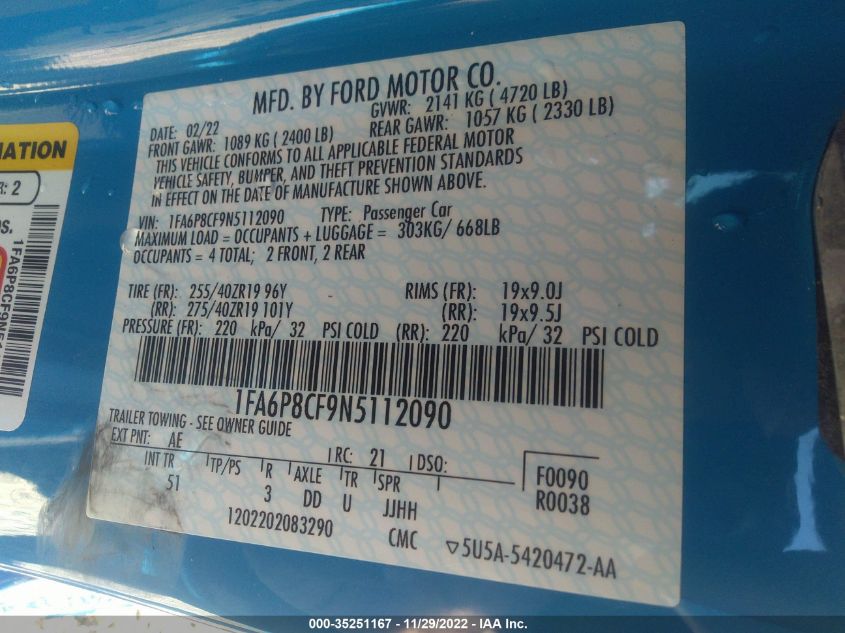 MATION
R: 2
BS.
1FA6P8CF9N51
MFD. BY FORD MOTOR CO.
DATE: 02/22 GVWR: 2141 KG ( 4720 LB)
FRONT GAWR: 1089 KG ( 2400 LB) REAR GAWR: 1057 KG ( 2330 LB)
THIS VEHICLE CONFORMS TO ALL APPLICABLE FEDERAL MOTOR
VEHICLE SAFETY, BUMPER, AND THEFT PREVENTION STANDARDS
IN EFFECT ON THE DATE OF MANUFACTURE SHOWN ABOVE.
VIN: 1FA6P8CF9N5112090 TYPE: Passenger Car
MAXIMUM LOAD = OCCUPANTS + LUGGAGE = 303KG/ 668LB
OCCUPANTS = 4 TOTAL; 2 FRONT, 2 REAR
TIRE (FR): 255/40ZR19 96Y RIMS (FR): 19x9.0J
(RR): 275/40ZR19 101Y (RR): 19x9.5J
PRESSURE (FR): 220 kPa/ 32 PSI COLD (RR): 220 kPa/ 32 PSI COLD
1FA6P8CF9N5112090
TRAILER TOWING - SEE OWNER GUIDE
EXT PNT: AE RC: 21 DSO: F0090
INT TR TP/PS R AXLE TR SPR R0038
51 3 DD U JJHH
1202202083290 CMC ▽5U5A-5420472-AA
000-35251167 - 11/29/2022 - IAA Inc.